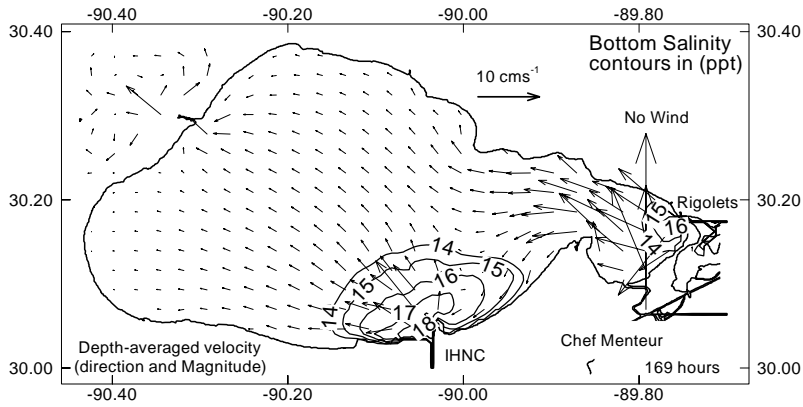 -90.40 -90.20 -90.00 -89.80
30.40 30.40
Bottom Salinity
contours in (ppt)
10 cms-1
No Wind
30.20 30.20
Rigolets
15
16
14
14
15
16
15
14
17
18
Depth-averaged velocity
(direction and Magnitude)
IHNC
Chef Menteur
169 hours
30.00 30.00
-90.40 -90.20 -90.00 -89.80